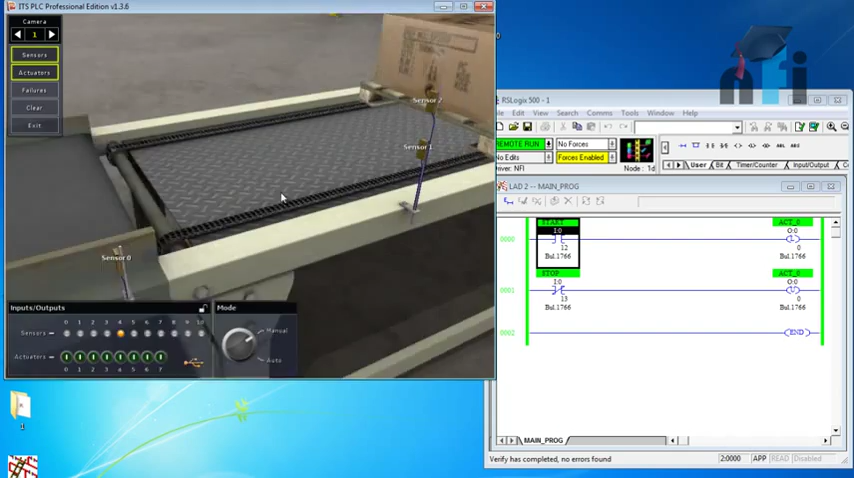 ITS PLC Professional Edition v1.3.6
Camera
1
Sensors
Actuators
Failures
Clear
Exit
Sensor 2
Sensor 1
Sensor 0
Inputs/Outputs
0 1 2 3 4 5 6 7 8 9 10
Sensors
Actuators
0 1 2 3 4 5 6 7
Mode
Manual
Auto
1
nfi
RSLogix 500 - 1
Edit View Search Comms Tools Window Help
REMOTE RUN
No Forces
No Edits
Forces Enabled
Driver: NFI
Node : 1d
User Bit Timer/Counter Input/Output
LAD 2 -- MAIN_PROG
START
I:0
12
Bul.1766
ACT_0
O:0
L
0
Bul.1766
0000
STOP
I:0
13
Bul.1766
ACT_0
O:0
U
0
Bul.1766
0001
0002
END
MAIN_PROG
Verify has completed, no errors found
2:0000 APP READ Disabled